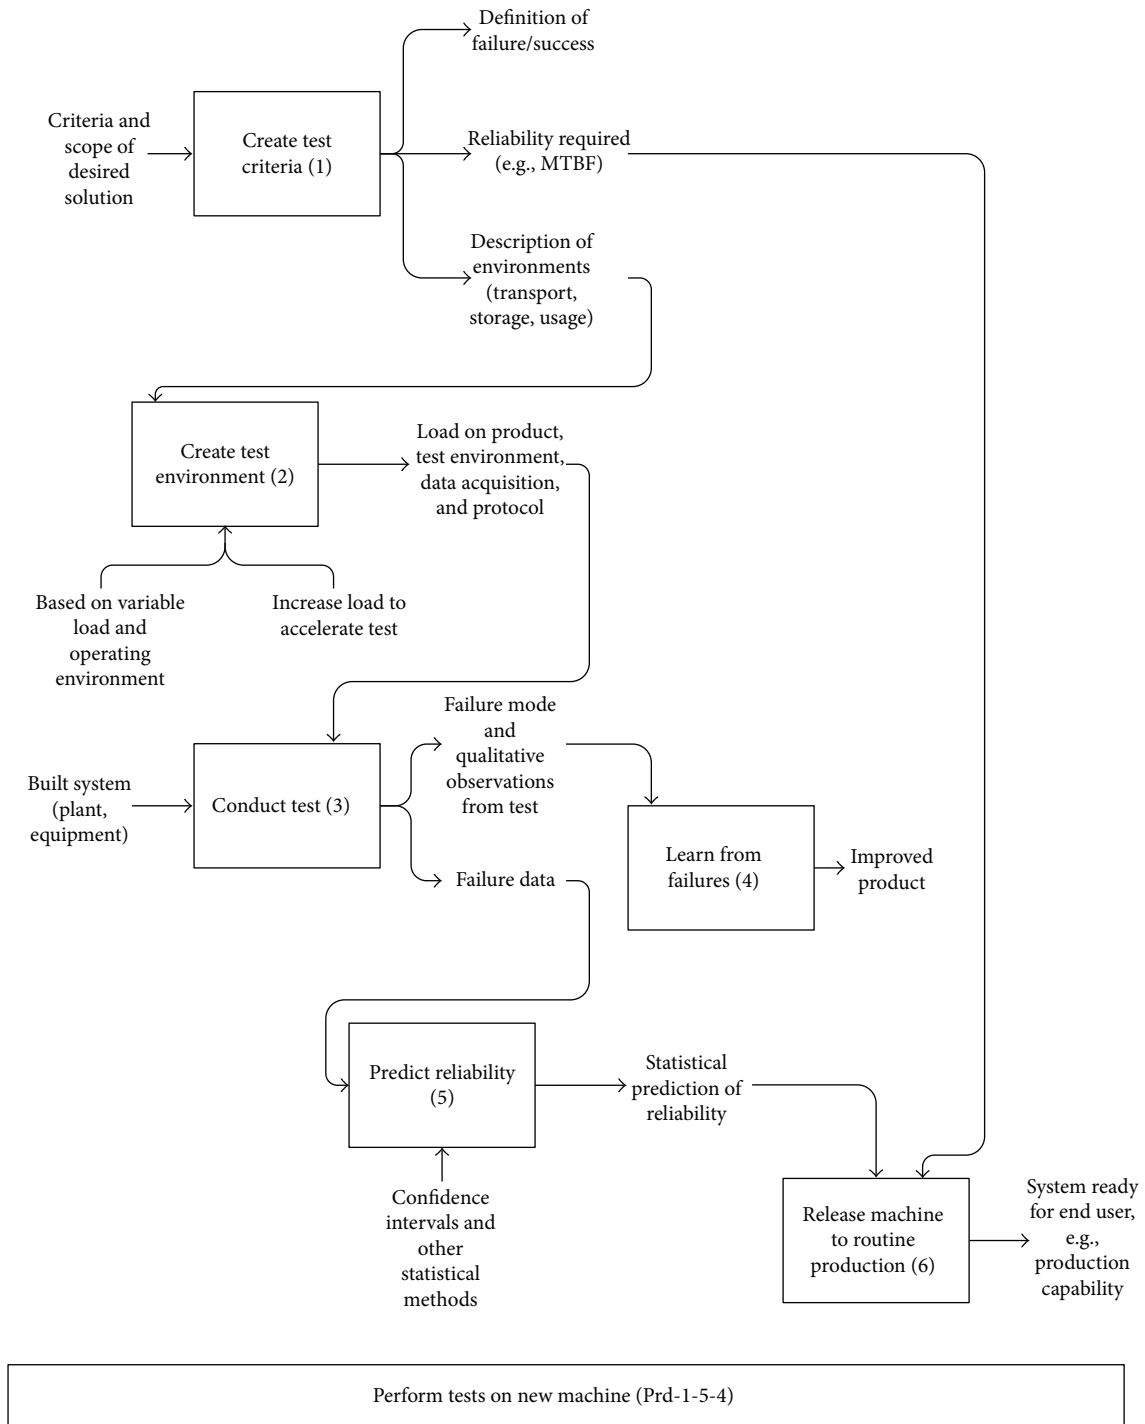 Definition of
failure/success
Criteria and
scope of
desired
solution
Create test
criteria (1)
Reliability required
(e.g., MTBF)
Description of
environments
(transport,
storage, usage)
Create test
environment (2)
Load on product,
test environment,
data acquisition,
and protocol
Based on variable
load and
operating
environment
Increase load to
accelerate test
Failure mode
and
qualitative
observations
from test
Built system
(plant,
equipment)
Conduct test (3)
Learn from
failures (4)
Improved
product
Failure data
Predict reliability
(5)
Statistical
prediction of
reliability
Confidence
intervals and
other
statistical
methods
Release machine
to routine
production (6)
System ready
for end user,
e.g.,
production
capability
Perform tests on new machine (Prd-1-5-4)